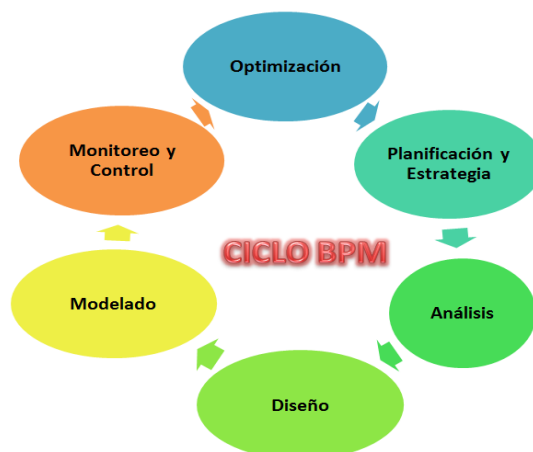 Optimización
Planificación y
Estrategia
Análisis
Diseño
Modelado
Monitoreo y
Control
CICLO BPM